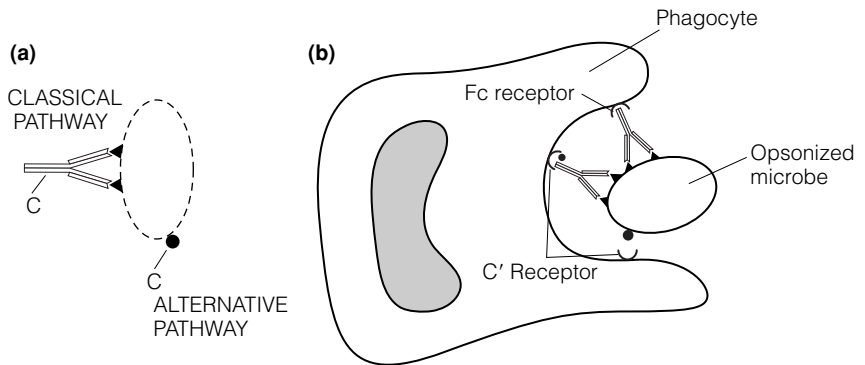 (a)
CLASSICAL
PATHWAY
C
C
ALTERNATIVE
PATHWAY
(b)
Phagocyte
Fc receptor
Opsonized
microbe
C′ Receptor